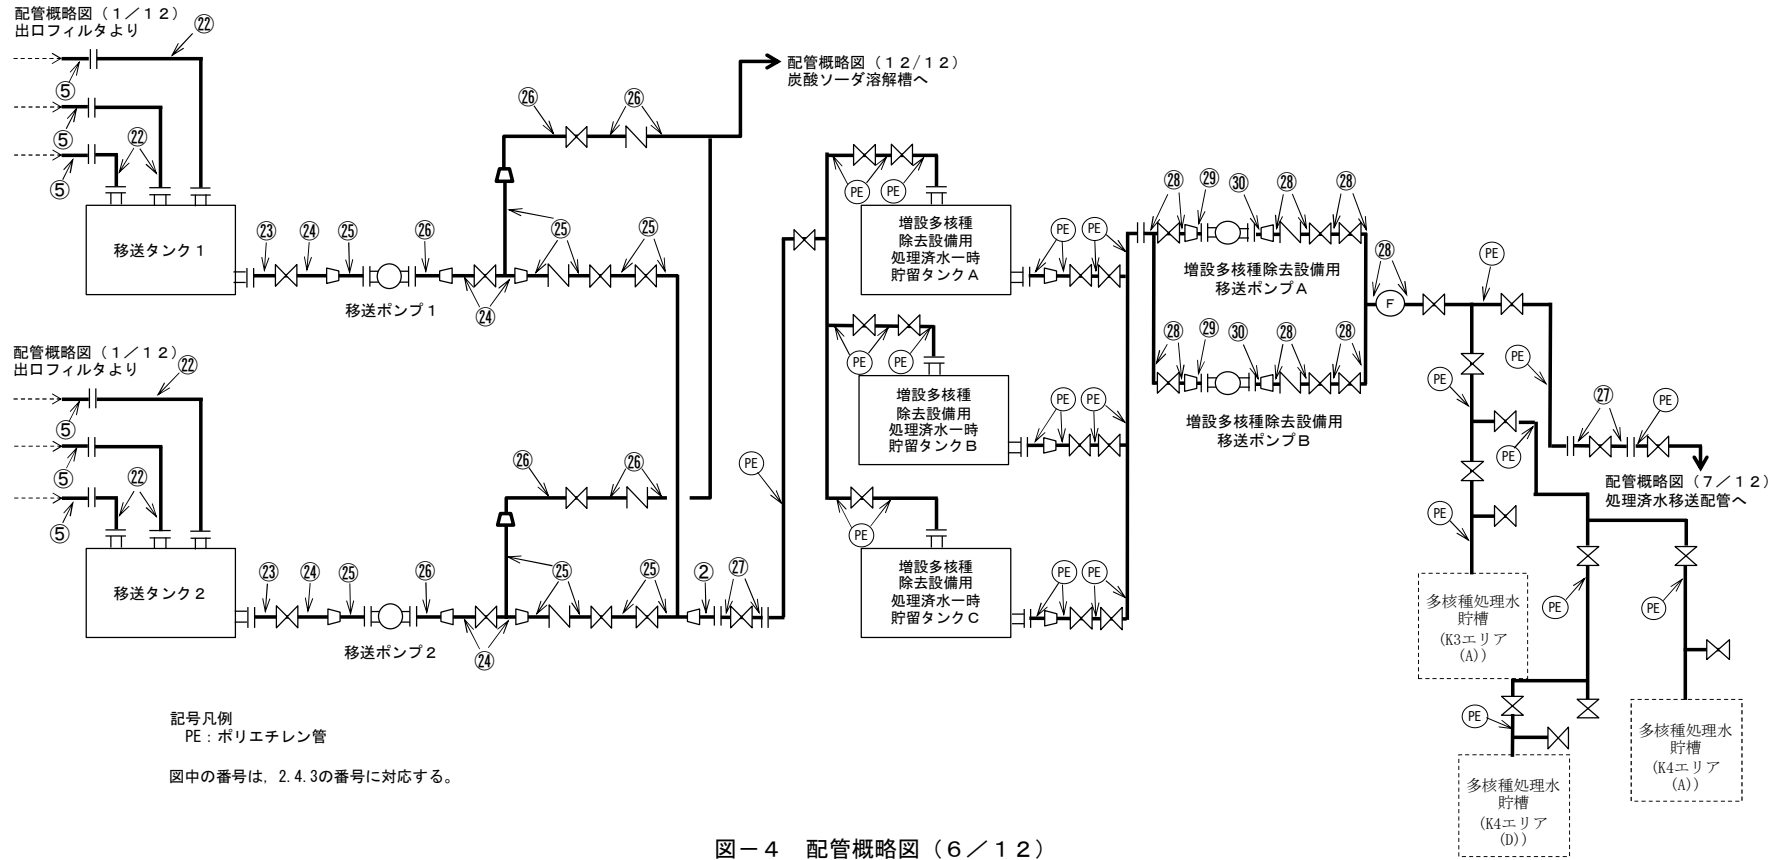 配管概略図（１／１２）
出口フィルタより
㉒
⑤
⑤
㉒
⑤
移送タンク１
㉓
㉔
㉕
㉖
移送ポンプ１
㉔
㉖
㉖
㉕
㉕
配管概略図（１２/１２）
炭酸ソーダ溶解槽へ
配管概略図（１／１２）
出口フィルタより
㉒
⑤
⑤
㉒
⑤
移送タンク２
㉓
㉔
㉕
㉖
移送ポンプ２
㉔
㉖
㉖
㉕
㉕
②
㉗
PE
PE
PE
増設多核種
除去設備用
処理済水一時
貯留タンクＡ
PE
PE
PE
PE
増設多核種
除去設備用
処理済水一時
貯留タンクＢ
PE
PE
PE
増設多核種
除去設備用
処理済水一時
貯留タンクＣ
PE
PE
㉘
㉙
㉚
㉘
㉘
増設多核種除去設備用
移送ポンプＡ
㉘
㉙
㉚
㉘
㉘
増設多核種除去設備用
移送ポンプＢ
㉘
F
PE
PE
PE
㉗
PE
PE
PE
配管概略図（７/１２）
処理済水移送配管へ
PE
PE
多核種処理水
貯槽
(K3エリア
(A))
PE
多核種処理水
貯槽
(K4エリア
(D))
多核種処理水
貯槽
(K4エリア
(A))
記号凡例
PE：ポリエチレン管
図中の番号は，2.4.3の番号に対応する。
図－４　配管概略図（６／１２）